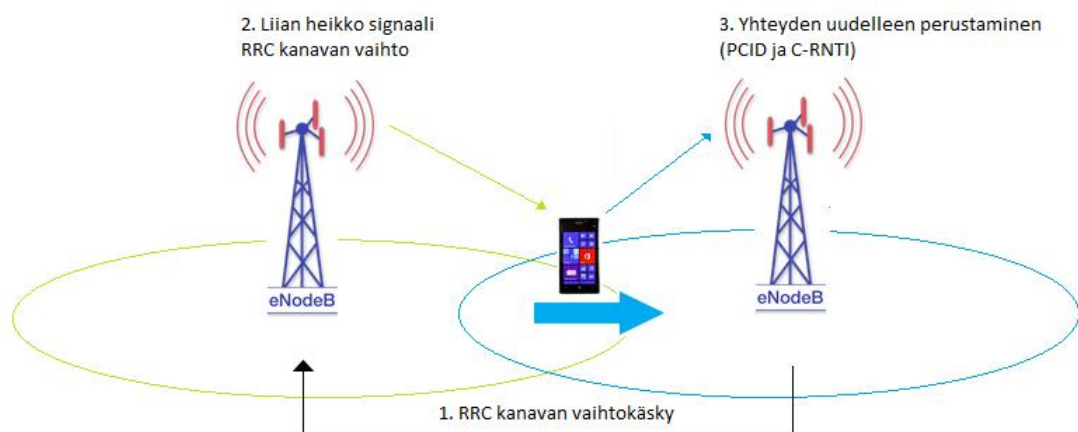 2. Liian heikko signaali
RRC kanavan vaihto
3. Yhteyden uudelleen perustaminen
(PCID ja C-RNTI)
eNodeB
eNodeB
1. RRC kanavan vaihtokäsky